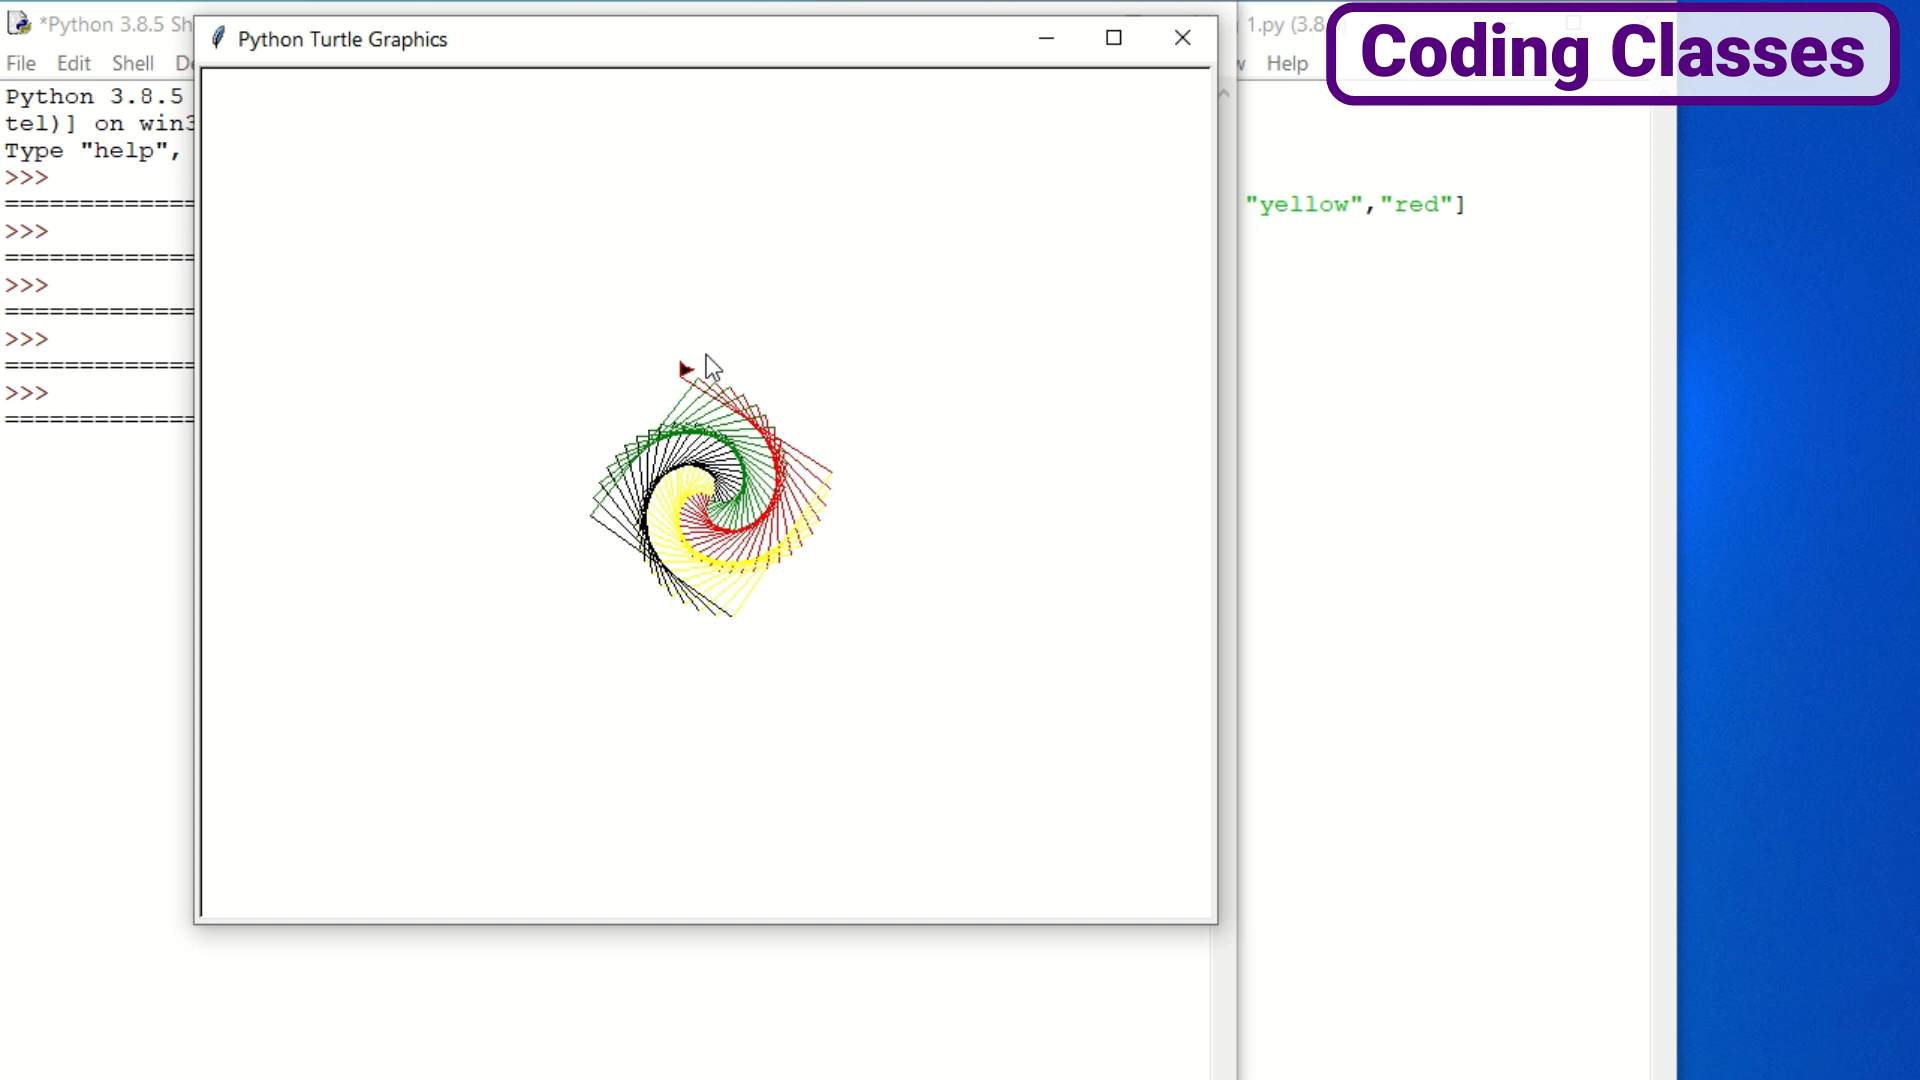 *Python 3.8.5 Sh
Python Turtle Graphics
1.py (3.8.
Coding Classes
File Edit Shell De
Help
Python 3.8.5
tel)] on win3
Type "help",
>>>
=============
>>>
=============
>>>
=============
>>>
=============
>>>
=============
"yellow","red"]